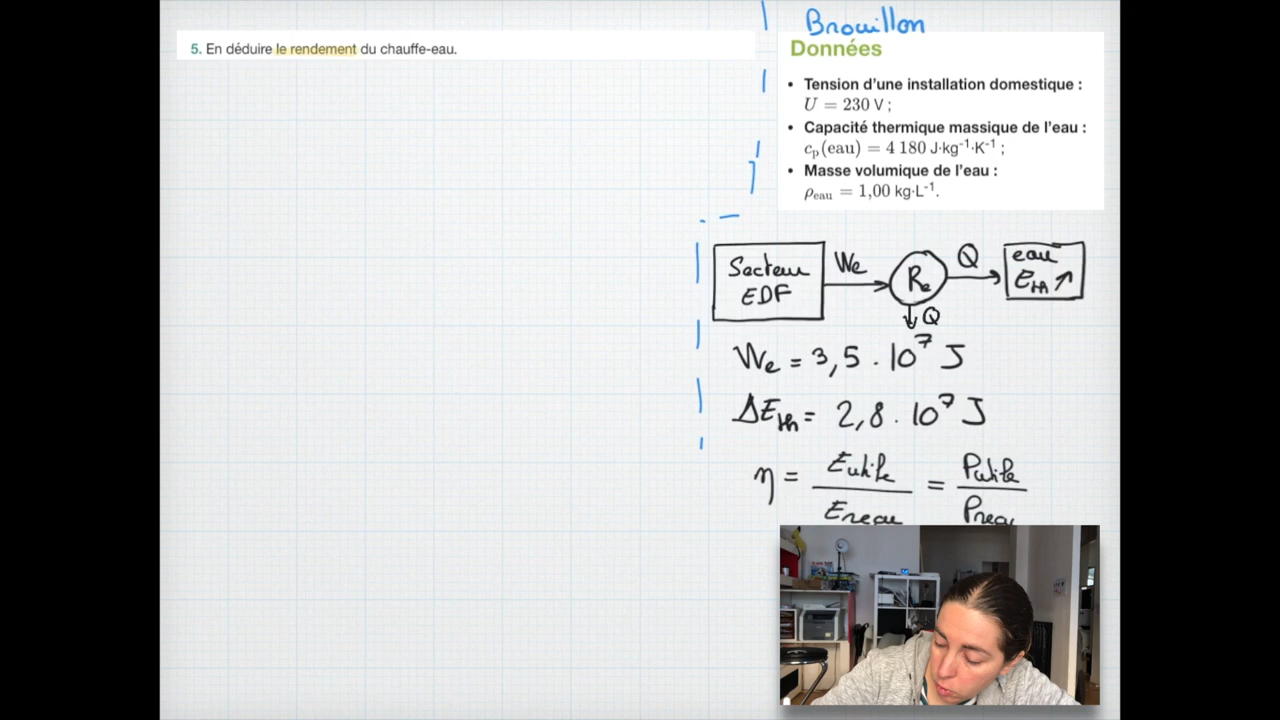 5. En déduire le rendement du chauffe-eau.
Brouillon
Données
• Tension d'une installation domestique :
U = 230 V ;
• Capacité thermique massique de l'eau :
cₚ(eau) = 4 180 J·kg⁻¹·K⁻¹ ;
• Masse volumique de l'eau :
ρeau = 1,00 kg·L⁻¹.
Secteur
EDF
We
Re
Q
Q
eau
Eth ↑
We = 3,5 . 10⁷ J
ΔEth = 2,8 . 10⁷ J
η = Eutile / Ereçu = Putile / Preçu